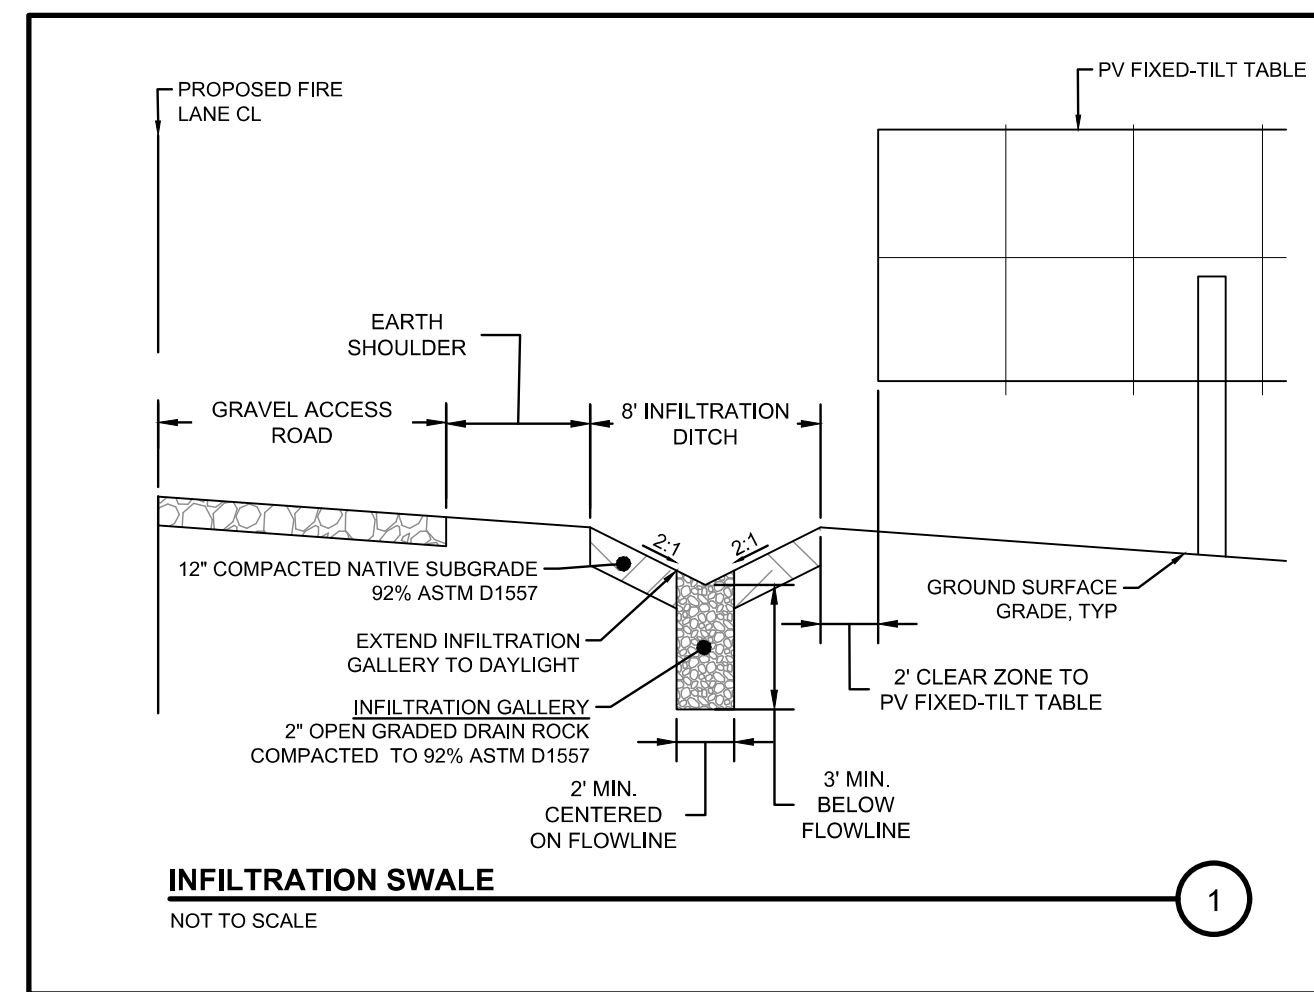 PROPOSED FIRE
LANE CL
PV FIXED-TILT TABLE
EARTH
SHOULDER
GRAVEL ACCESS
ROAD
8' INFILTRATION
DITCH
2:1
2:1
12" COMPACTED NATIVE SUBGRADE
92% ASTM D1557
GROUND SURFACE
GRADE, TYP
EXTEND INFILTRATION
GALLERY TO DAYLIGHT
2' CLEAR ZONE TO
PV FIXED-TILT TABLE
INFILTRATION GALLERY
2" OPEN GRADED DRAIN ROCK
COMPACTED TO 92% ASTM D1557
2' MIN.
CENTERED
ON FLOWLINE
3' MIN.
BELOW
FLOWLINE
INFILTRATION SWALE
1
NOT TO SCALE